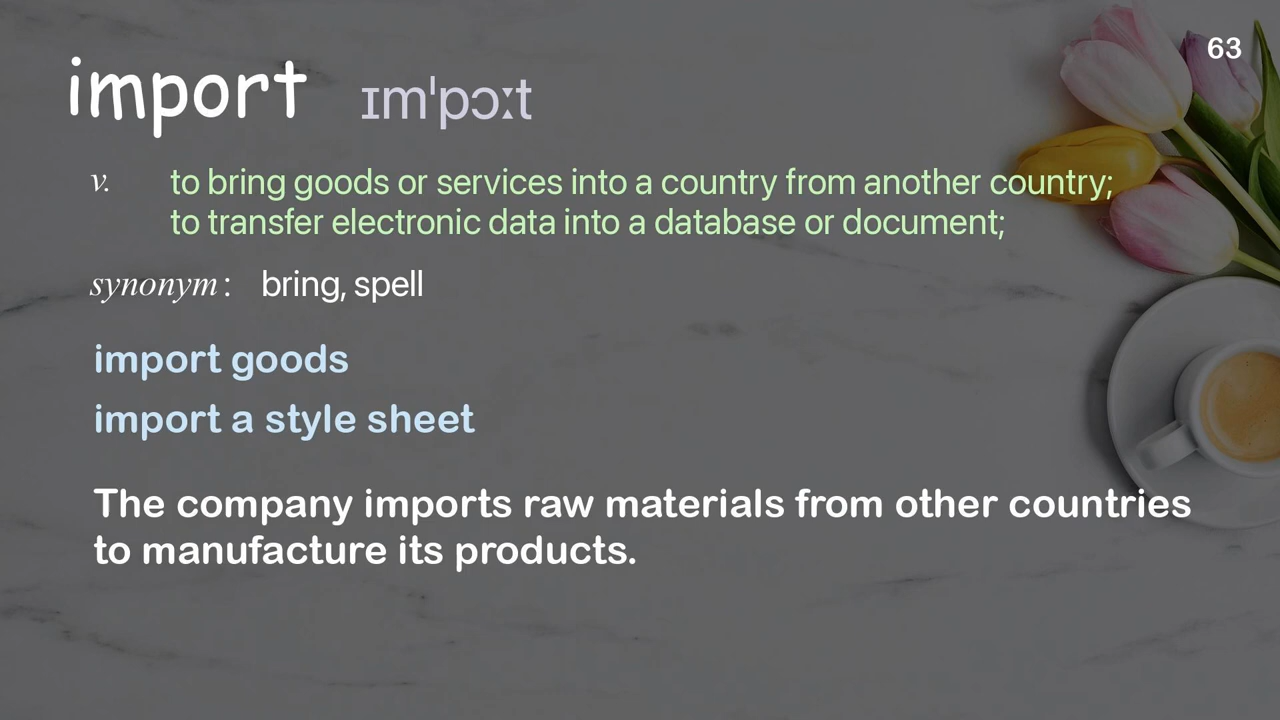 63
import ɪmˈpɔːt
v. to bring goods or services into a country from another country;
to transfer electronic data into a database or document;
synonym : bring, spell
import goods
import a style sheet
The company imports raw materials from other countries
to manufacture its products.